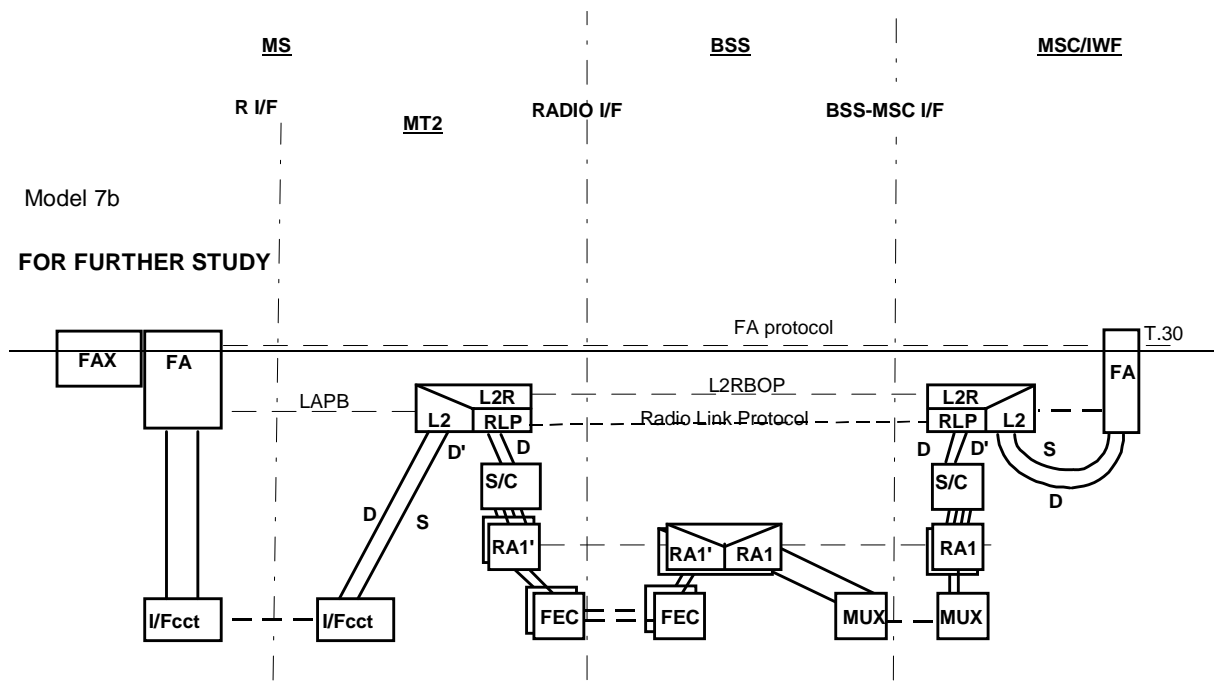 MS BSS MSC/IWF
R I/F RADIO I/F BSS-MSC I/F
MT2
Model 7b
FOR FURTHER STUDY
FA protocol
T.30
FAX FA FA
L2RBOP
LAPB L2R L2R
Radio Link Protocol
L2 RLP RLP L2
D' D D D' S
S/C S/C D
D S
RA1' RA1' RA1 RA1
I/Fcct I/Fcct FEC FEC MUX MUX